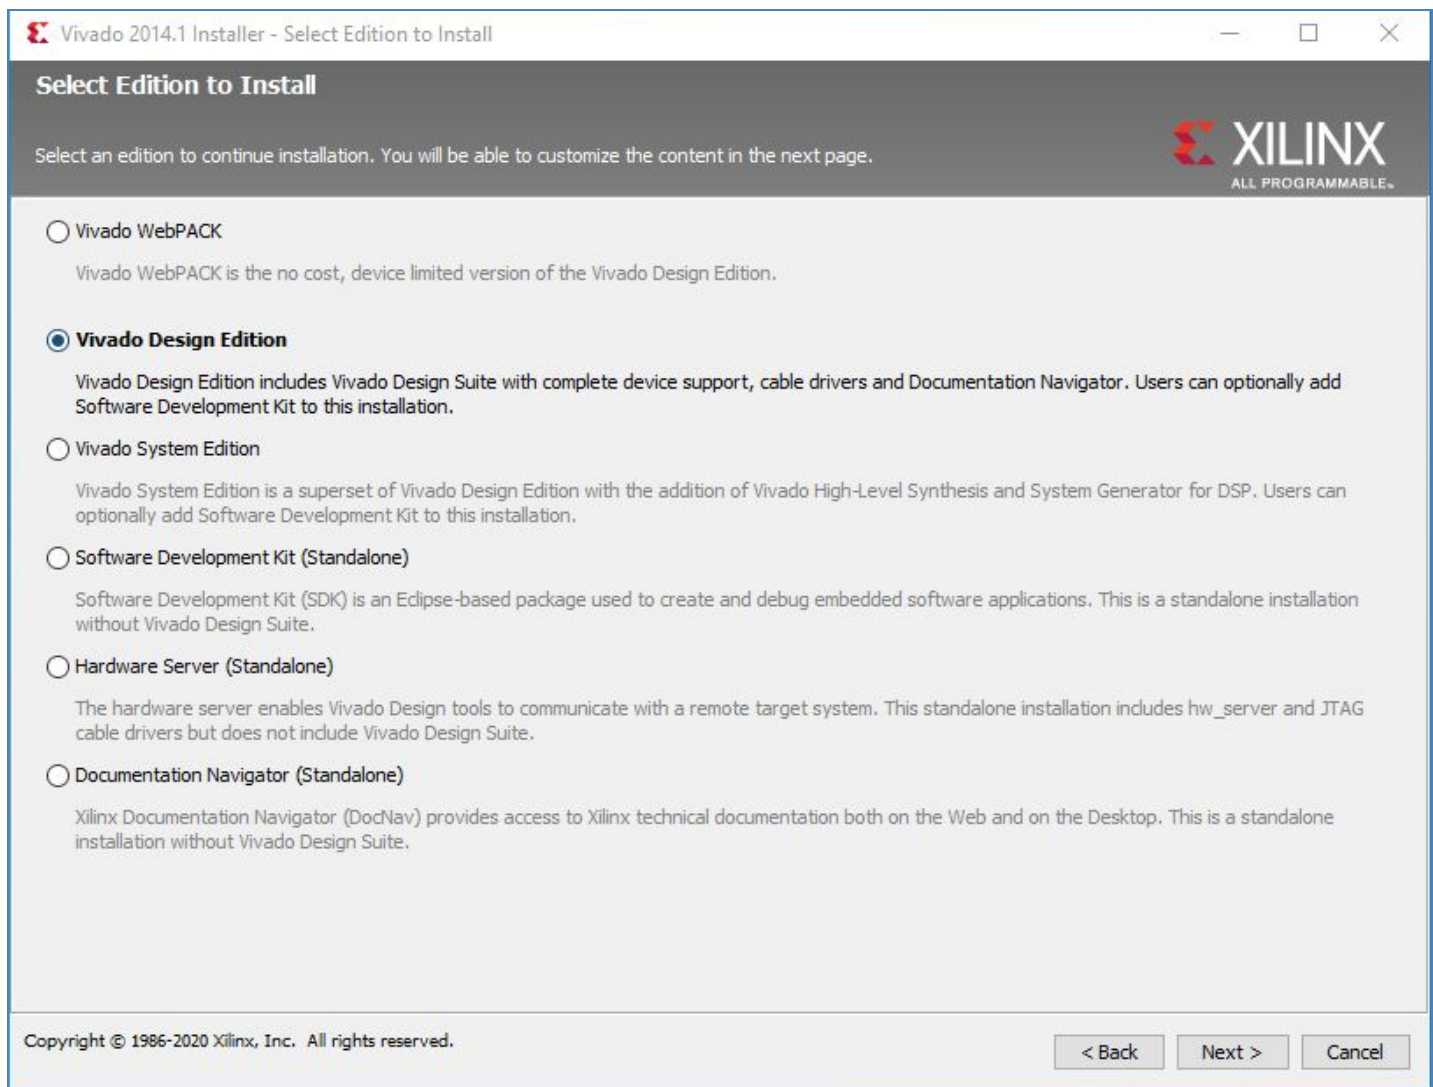 Vivado 2014.1 Installer - Select Edition to Install
Select Edition to Install
Select an edition to continue installation. You will be able to customize the content in the next page.
XILINX
ALL PROGRAMMABLE™
Vivado WebPACK
Vivado WebPACK is the no cost, device limited version of the Vivado Design Edition.
Vivado Design Edition
Vivado Design Edition includes Vivado Design Suite with complete device support, cable drivers and Documentation Navigator. Users can optionally add
Software Development Kit to this installation.
Vivado System Edition
Vivado System Edition is a superset of Vivado Design Edition with the addition of Vivado High-Level Synthesis and System Generator for DSP. Users can
optionally add Software Development Kit to this installation.
Software Development Kit (Standalone)
Software Development Kit (SDK) is an Eclipse-based package used to create and debug embedded software applications. This is a standalone installation
without Vivado Design Suite.
Hardware Server (Standalone)
The hardware server enables Vivado Design tools to communicate with a remote target system. This standalone installation includes hw_server and JTAG
cable drivers but does not include Vivado Design Suite.
Documentation Navigator (Standalone)
Xilinx Documentation Navigator (DocNav) provides access to Xilinx technical documentation both on the Web and on the Desktop. This is a standalone
installation without Vivado Design Suite.
Copyright © 1986-2020 Xilinx, Inc. All rights reserved.
< Back Next > Cancel